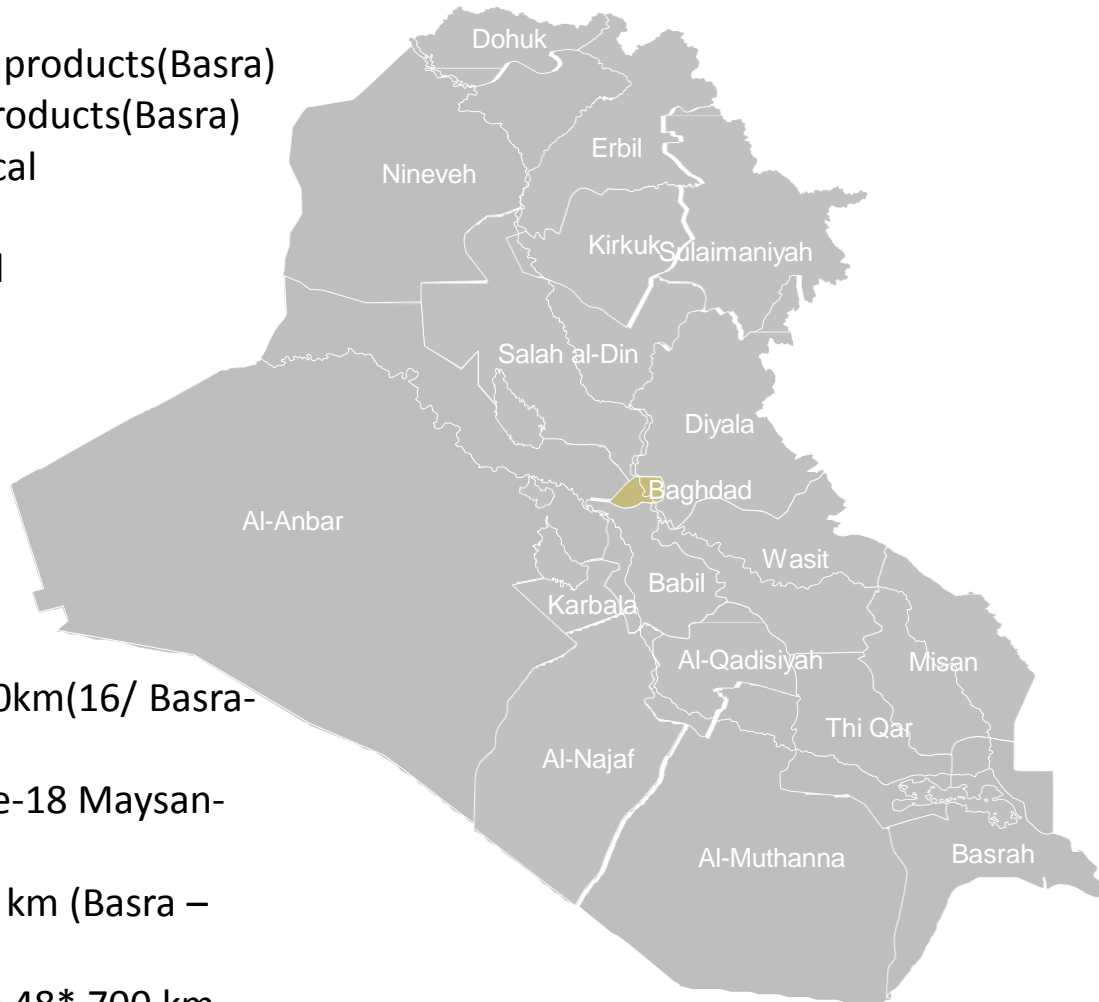 products(Basra)
roducts(Basra)
cal
0km(16/ Basra-
e-18 Maysan-
km (Basra –
48* 700 km
Dohuk
Erbil
Nineveh
Kirkuk
Sulaimaniyah
Salah al-Din
Diyala
Baghdad
Al-Anbar
Wasit
Babil
Karbala
Al-Qadisiyah
Misan
Thi Qar
Al-Najaf
Al-Muthanna
Basrah